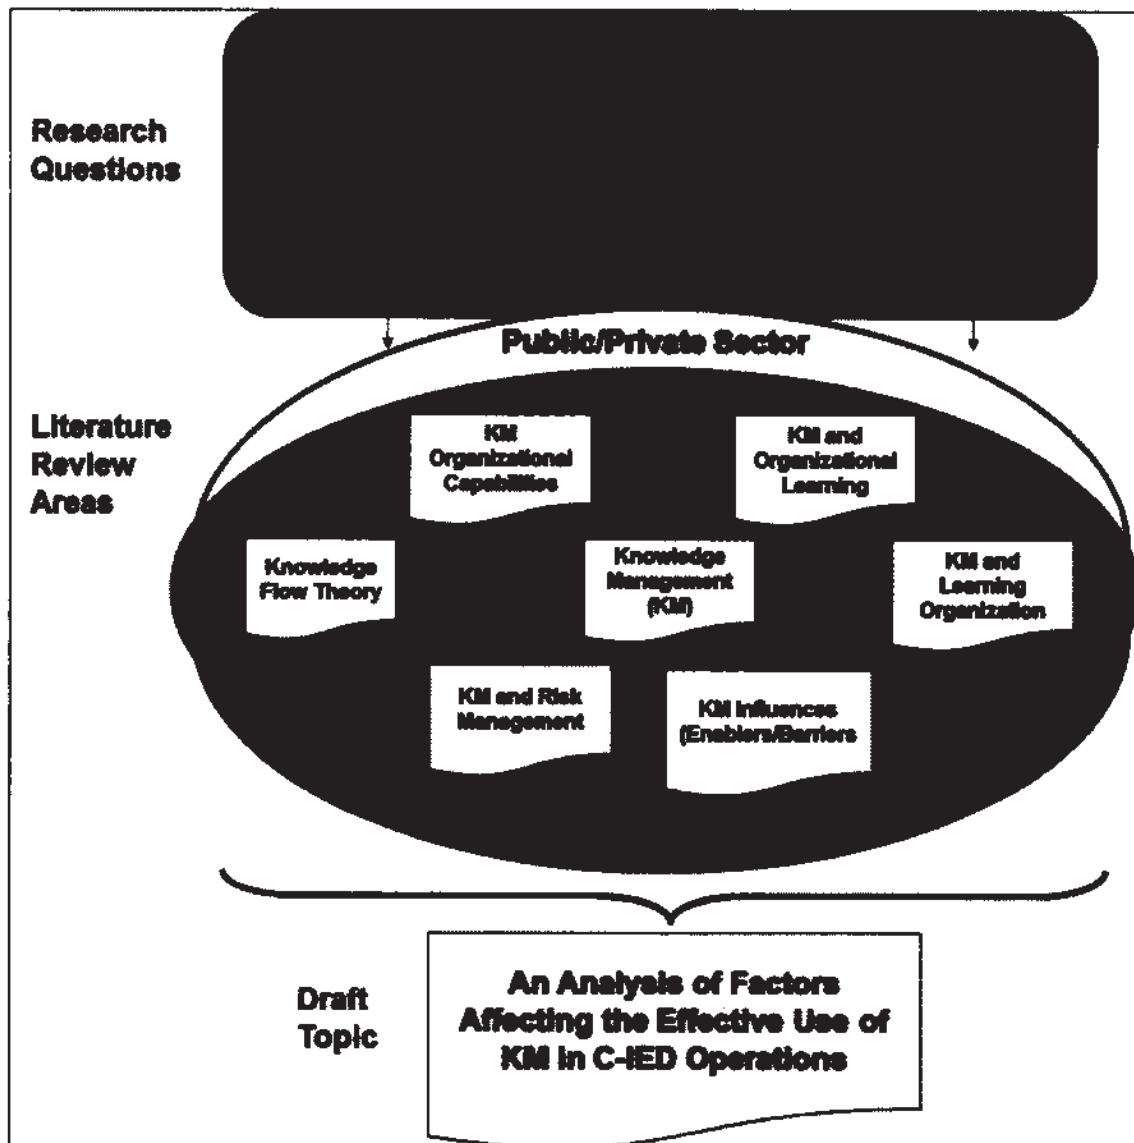 Research
Questions
Public/Private Sector
Literature
Review
Areas
KM
Organizational
Capabilities
KM and
Organizational
Learning
Knowledge
Flow Theory
Knowledge
Management
(KM)
KM and
Learning
Organization
KM and Risk
Management
KM Influences
(Enablers/Barriers
Draft
Topic
An Analysis of Factors
Affecting the Effective Use of
KM in C-IED Operations